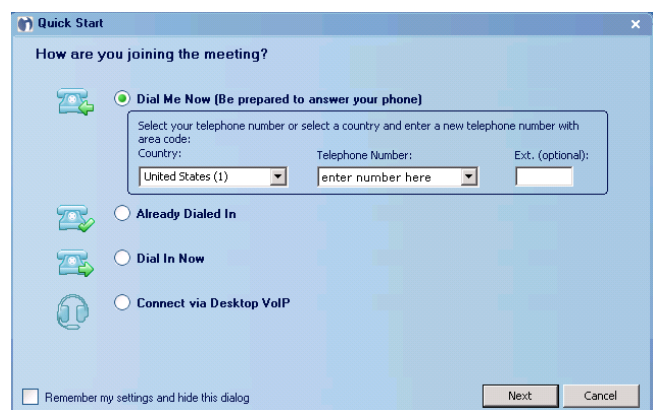 Quick Start
How are you joining the meeting?
Dial Me Now (Be prepared to answer your phone)
Select your telephone number or select a country and enter a new telephone number with
area code:
Country: Telephone Number: Ext. (optional):
United States (1) enter number here
Already Dialed In
Dial In Now
Connect via Desktop VoIP
Remember my settings and hide this dialog Next Cancel